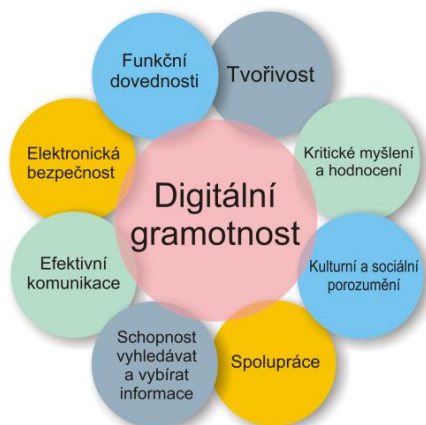 Funkční
dovednosti
Tvořivost
Elektronická
bezpečnost
Kritické myšlení
a hodnocení
Digitální
gramotnost
Efektivní
komunikace
Kulturní a sociální
porozumění
Schopnost
vyhledávat
a vybírat
informace
Spolupráce